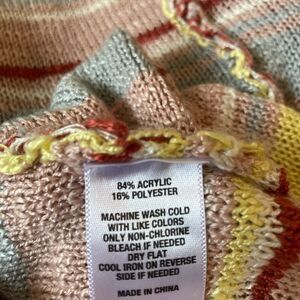 84% ACRYLIC
16% POLYESTER
MACHINE WASH COLD
WITH LIKE COLORS
ONLY NON-CHLORINE
BLEACH IF NEEDED
DRY FLAT
COOL IRON ON REVERSE
SIDE IF NEEDED
MADE IN CHINA